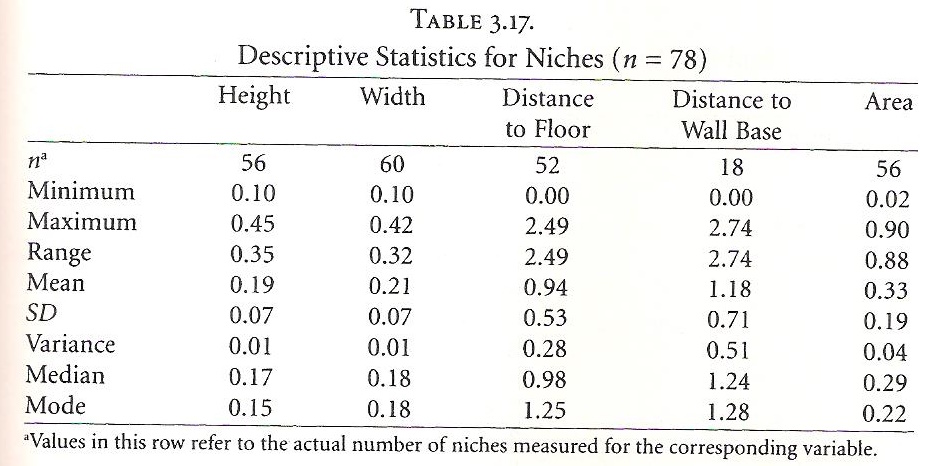 TABLE 3.17.
Descriptive Statistics for Niches (n = 78)
Height Width Distance to Floor Distance to Wall Base Area
nª 56 60 52 18 56
Minimum 0.10 0.10 0.00 0.00 0.02
Maximum 0.45 0.42 2.49 2.74 0.90
Range 0.35 0.32 2.49 2.74 0.88
Mean 0.19 0.21 0.94 1.18 0.33
SD 0.07 0.07 0.53 0.71 0.19
Variance 0.01 0.01 0.28 0.51 0.04
Median 0.17 0.18 0.98 1.24 0.29
Mode 0.15 0.18 1.25 1.28 0.22
ªValues in this row refer to the actual number of niches measured for the corresponding variable.